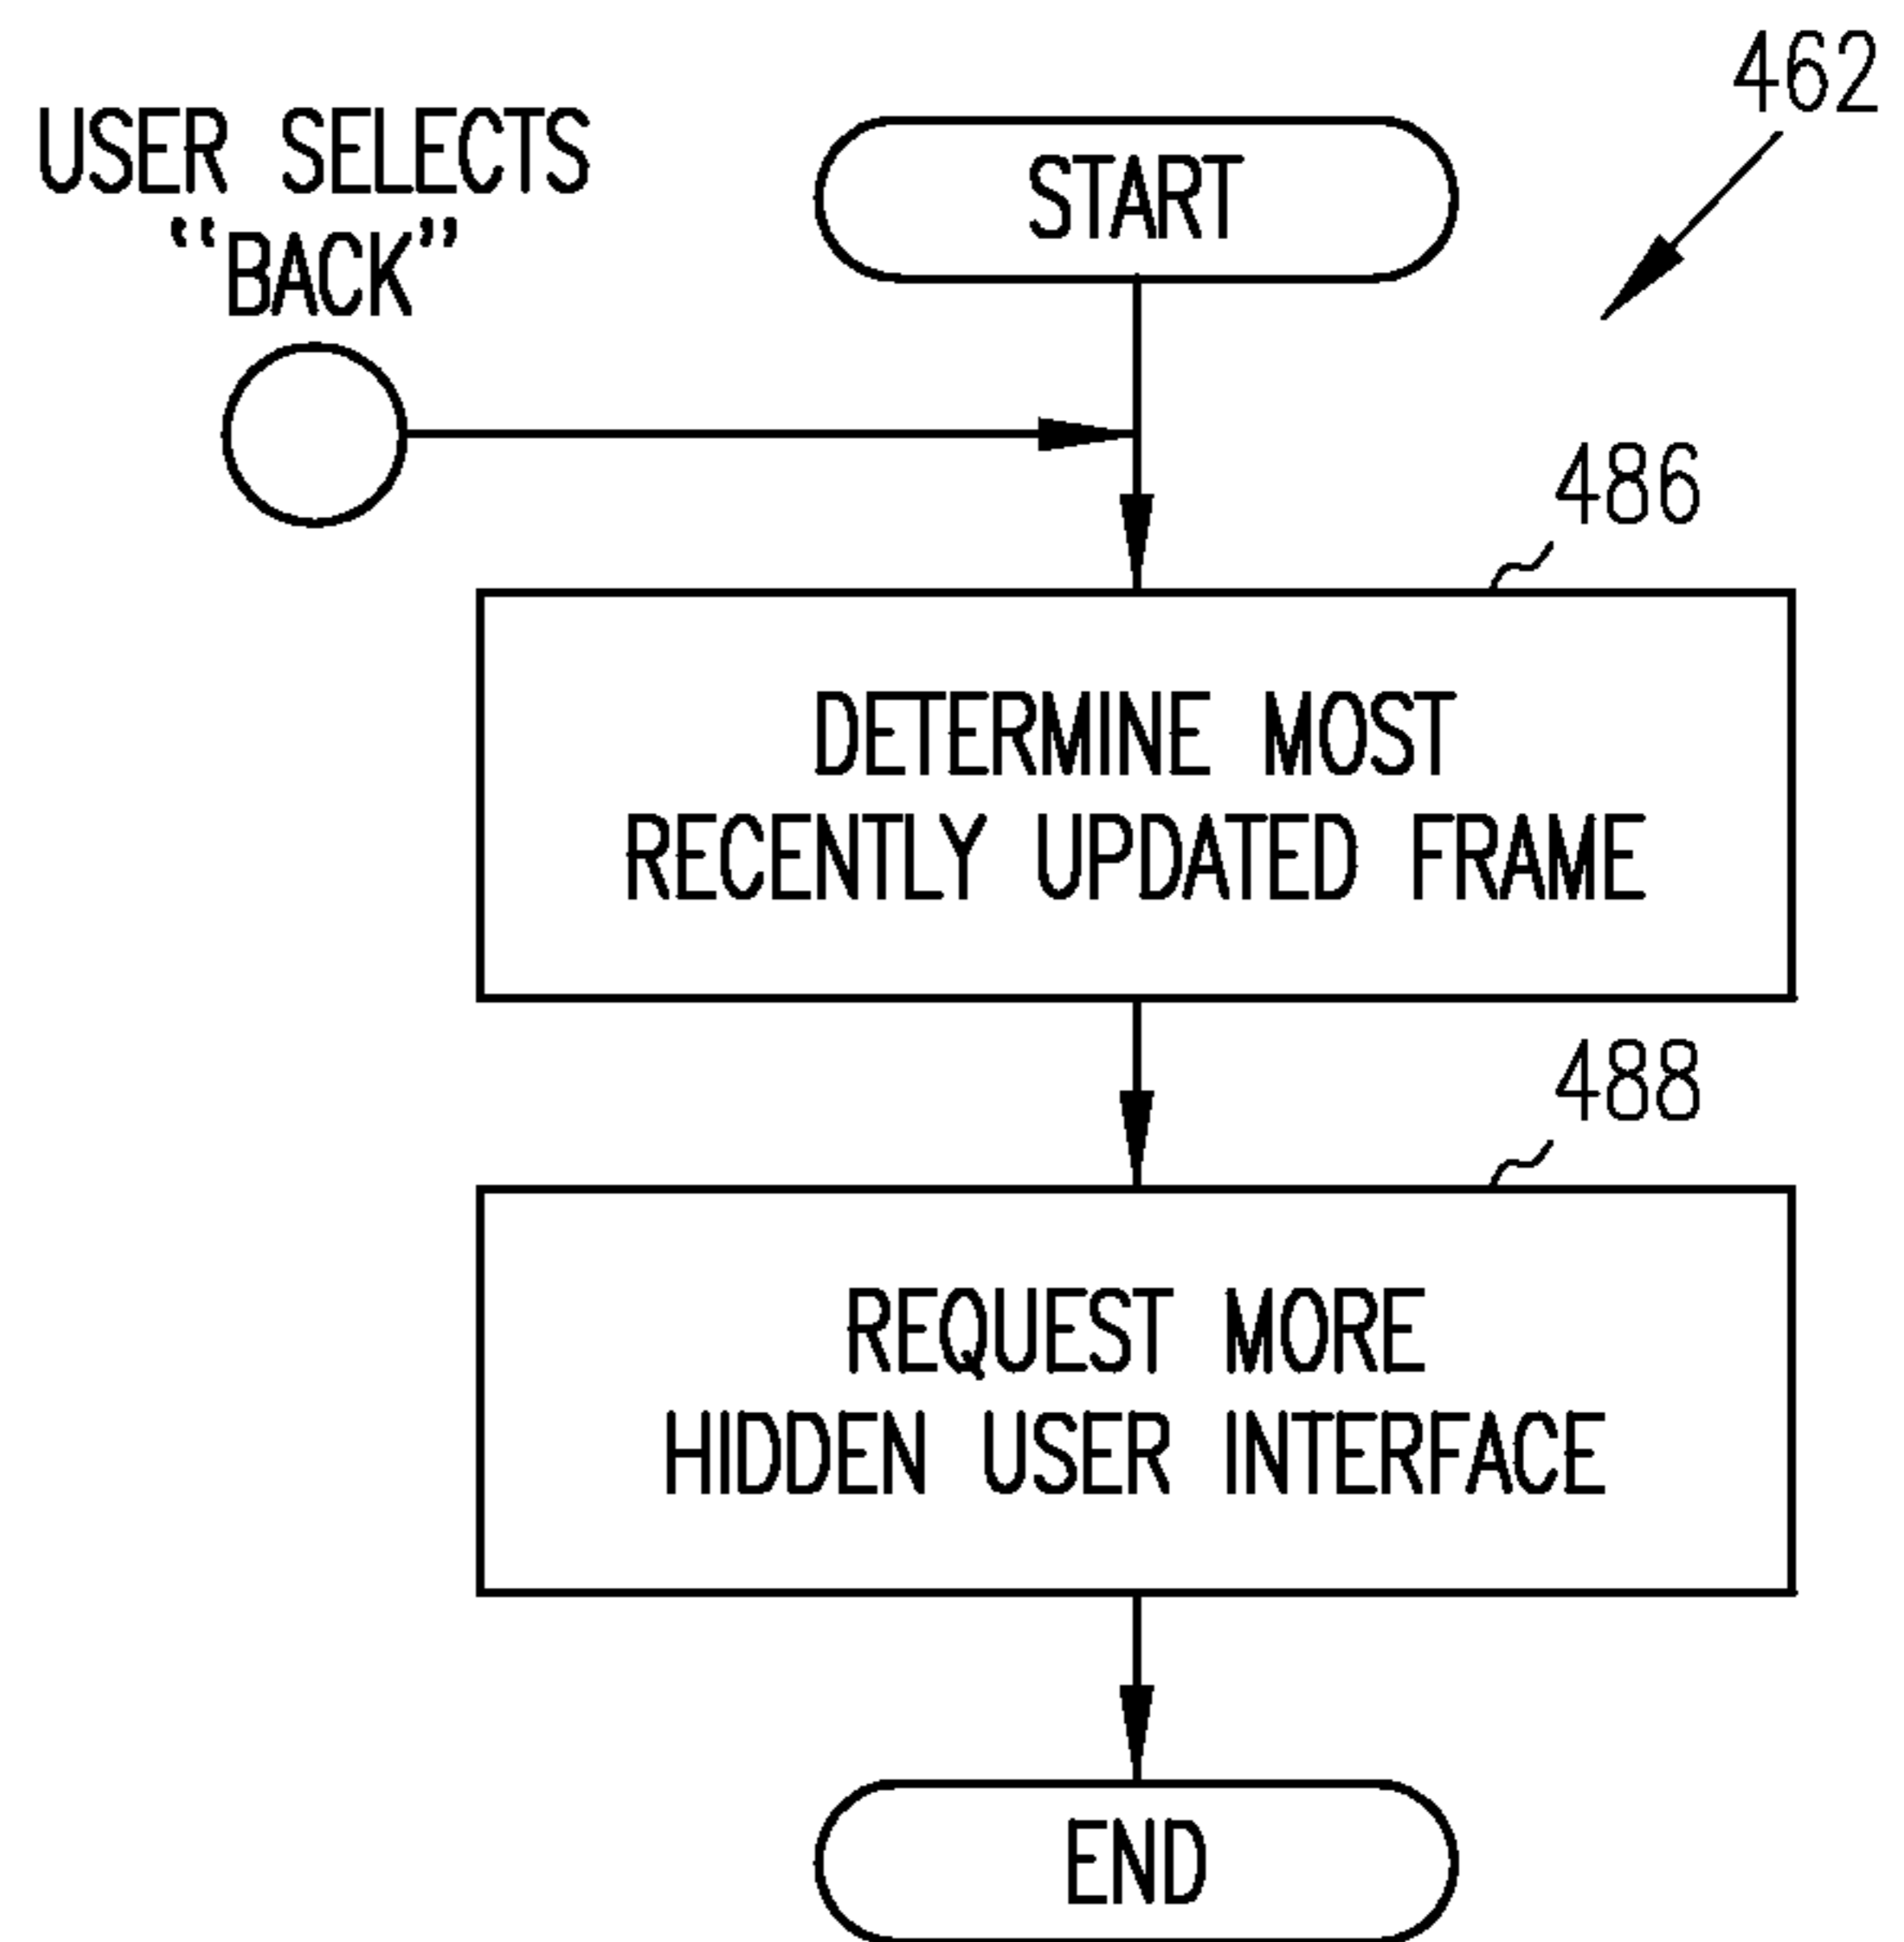 462
USER SELECTS
“BACK”
START
486
DETERMINE MOST
RECENTLY UPDATED FRAME
488
REQUEST MORE
HIDDEN USER INTERFACE
END